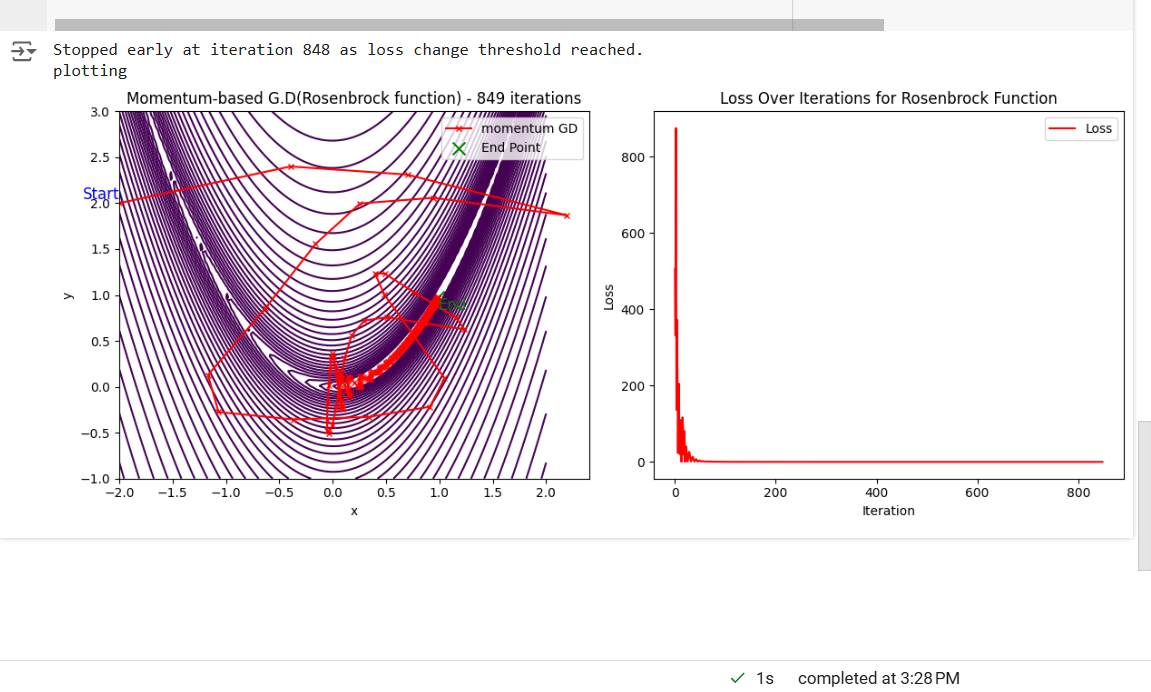 Stopped early at iteration 848 as loss change threshold reached.
plotting
Momentum-based G.D(Rosenbrock function) - 849 iterations
momentum GD
End Point
Start
End
3.0
2.5
2.0
1.5
1.0
0.5
0.0
−0.5
−1.0
y
−2.0 −1.5 −1.0 −0.5 0.0 0.5 1.0 1.5 2.0
x
Loss Over Iterations for Rosenbrock Function
Loss
800
600
400
200
0
Loss
0 200 400 600 800
Iteration
1s completed at 3:28 PM